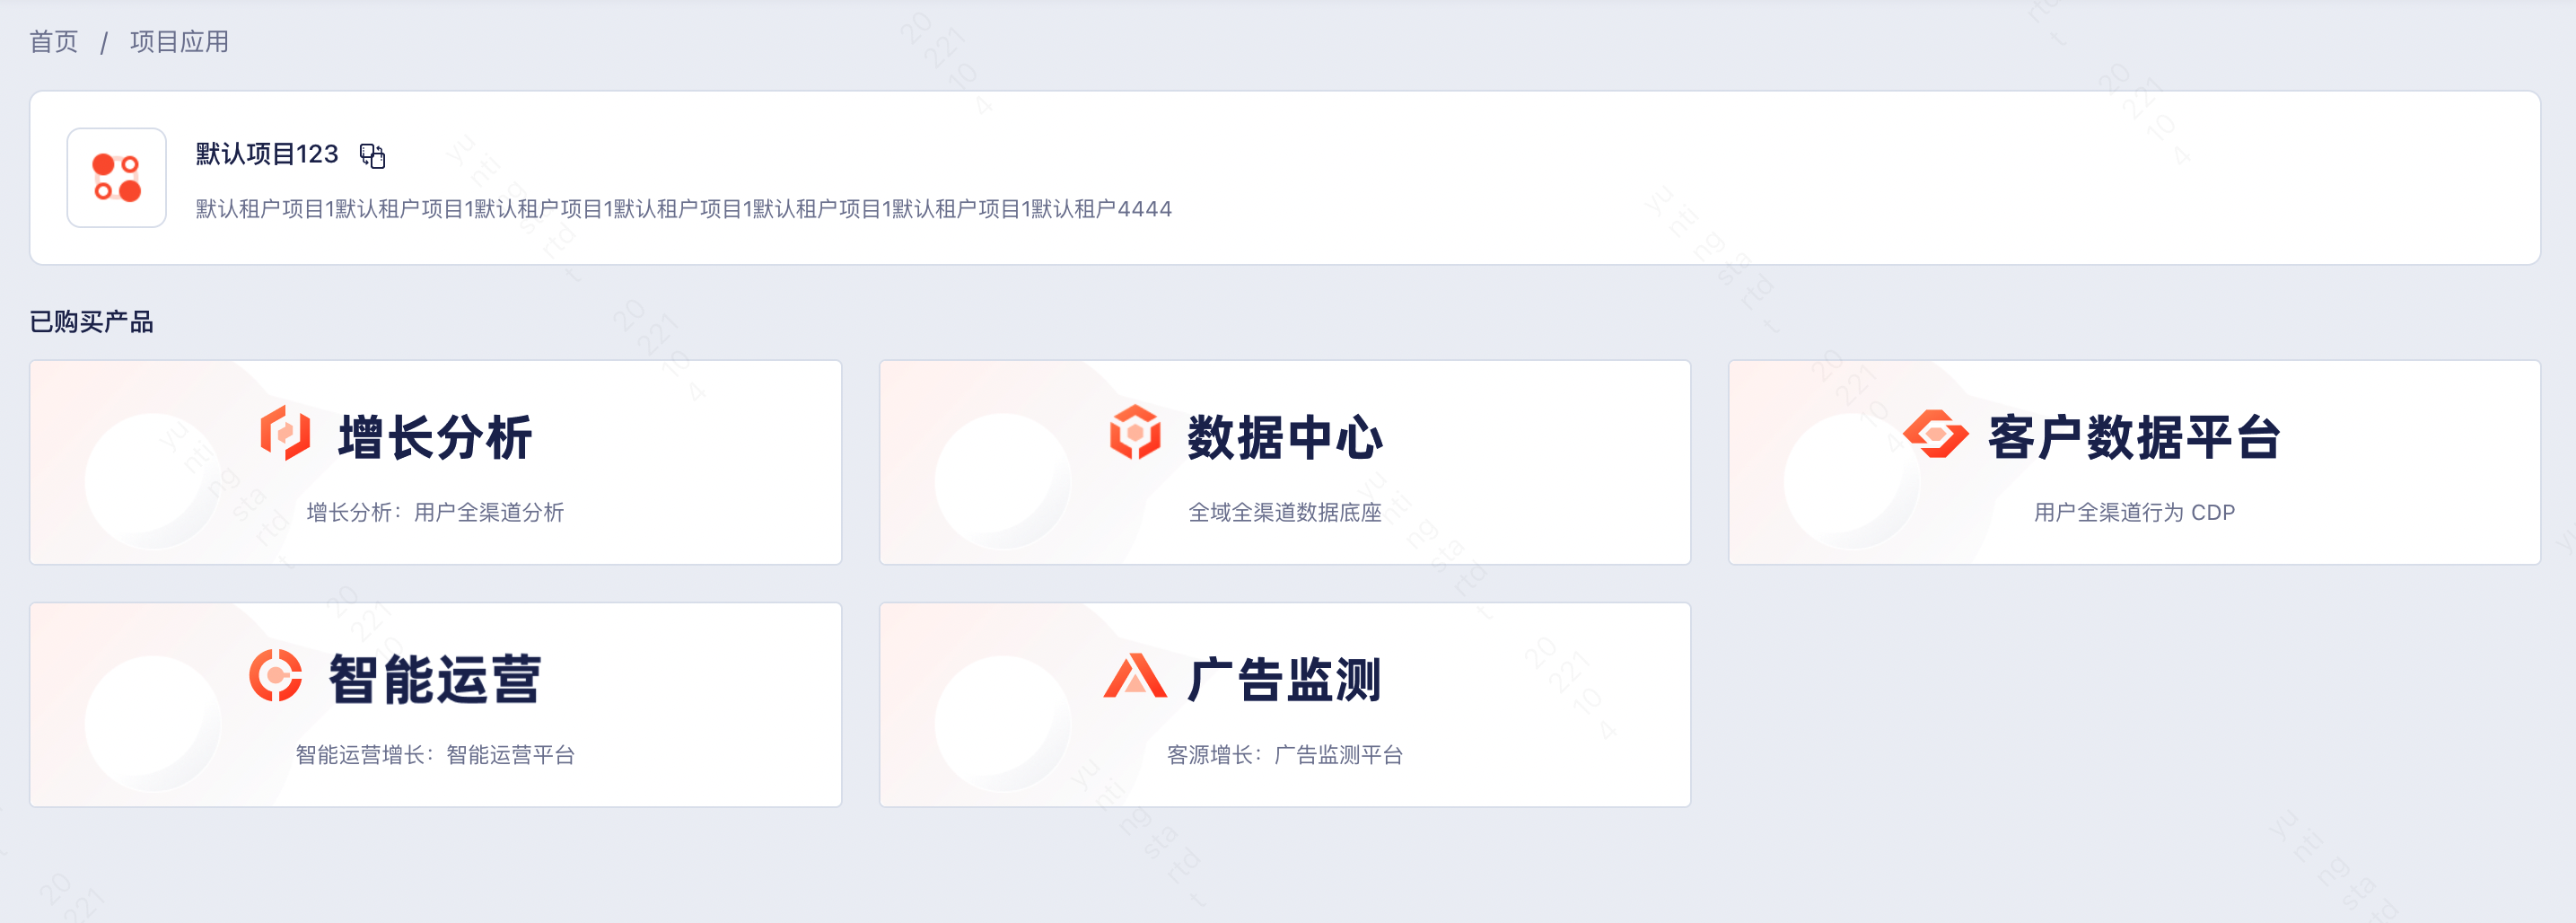 首页 / 项目应用
默认项目123
默认租户项目1默认租户项目1默认租户项目1默认租户项目1默认租户项目1默认租户项目1默认租户4444
已购买产品
增长分析
增长分析：用户全渠道分析
数据中心
全域全渠道数据底座
客户数据平台
用户全渠道行为 CDP
智能运营
智能运营增长：智能运营平台
广告监测
客源增长：广告监测平台